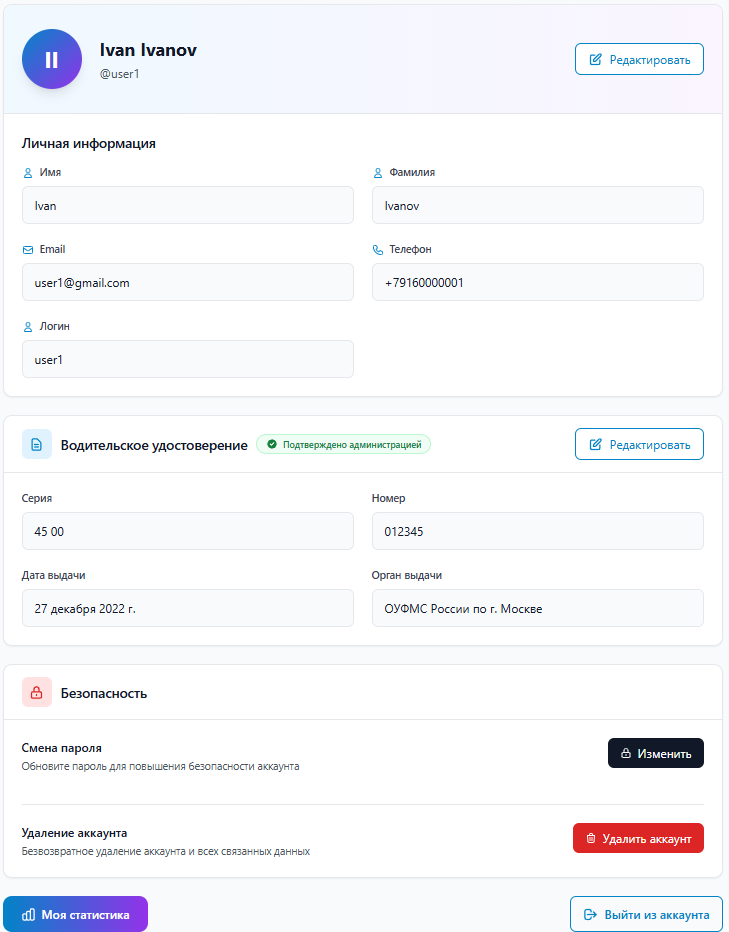 II
Ivan Ivanov
@user1
Редактировать
Личная информация
Имя
Фамилия
Ivan
Ivanov
Email
Телефон
user1@gmail.com
+79160000001
Логин
user1
Водительское удостоверение
Подтверждено администрацией
Редактировать
Серия
Номер
45 00
012345
Дата выдачи
Орган выдачи
27 декабря 2022 г.
ОУФМС России по г. Москве
Безопасность
Смена пароля
Обновите пароль для повышения безопасности аккаунта
Изменить
Удаление аккаунта
Безвозвратное удаление аккаунта и всех связанных данных
Удалить аккаунт
Моя статистика
Выйти из аккаунта